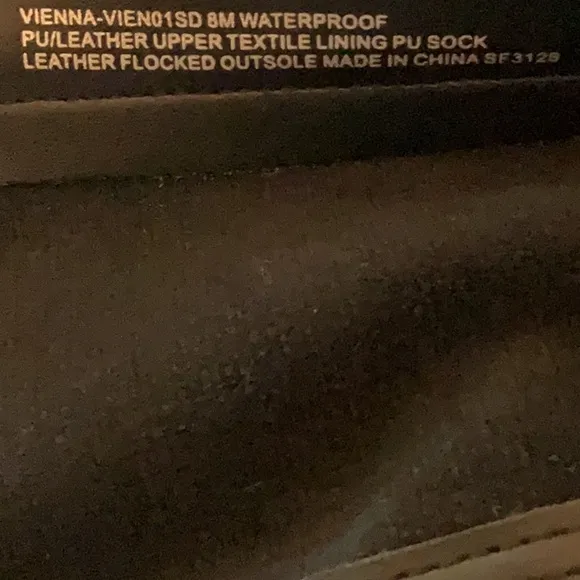 VIENNA-VIEN01SD 8M WATERPROOF
PU/LEATHER UPPER TEXTILE LINING PU SOCK
LEATHER FLOCKED OUTSOLE MADE IN CHINA SF3129